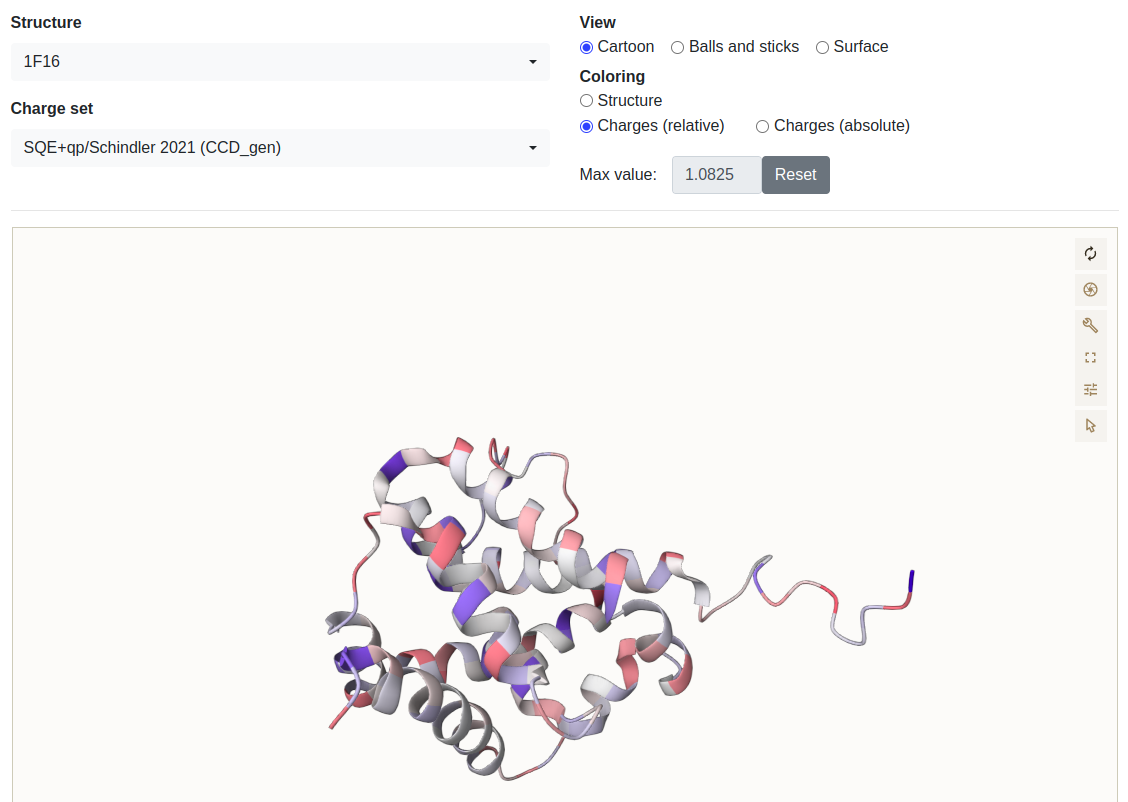 Structure
1F16
Charge set
SQE+qp/Schindler 2021 (CCD_gen)
View
Cartoon Balls and sticks Surface
Coloring
Structure
Charges (relative) Charges (absolute)
Max value: 1.0825 Reset